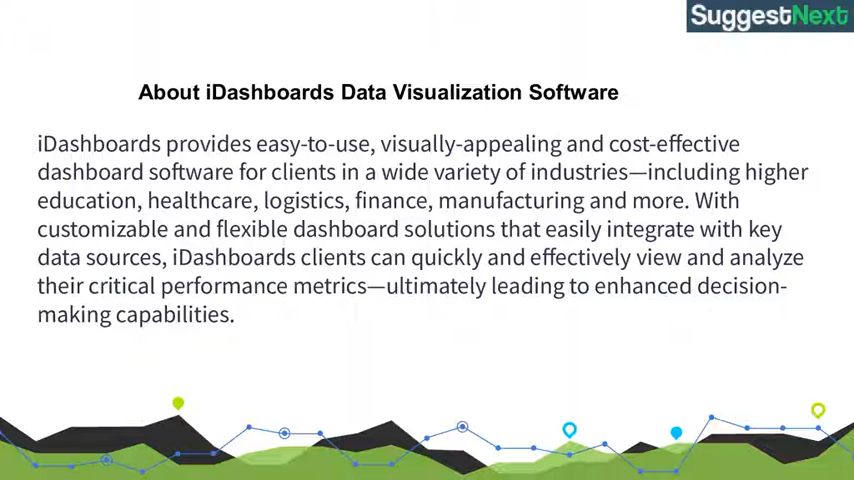 SuggestNext
About iDashboards Data Visualization Software
iDashboards provides easy-to-use, visually-appealing and cost-effective
dashboard software for clients in a wide variety of industries—including higher
education, healthcare, logistics, finance, manufacturing and more. With
customizable and flexible dashboard solutions that easily integrate with key
data sources, iDashboards clients can quickly and effectively view and analyze
their critical performance metrics—ultimately leading to enhanced decision-
making capabilities.